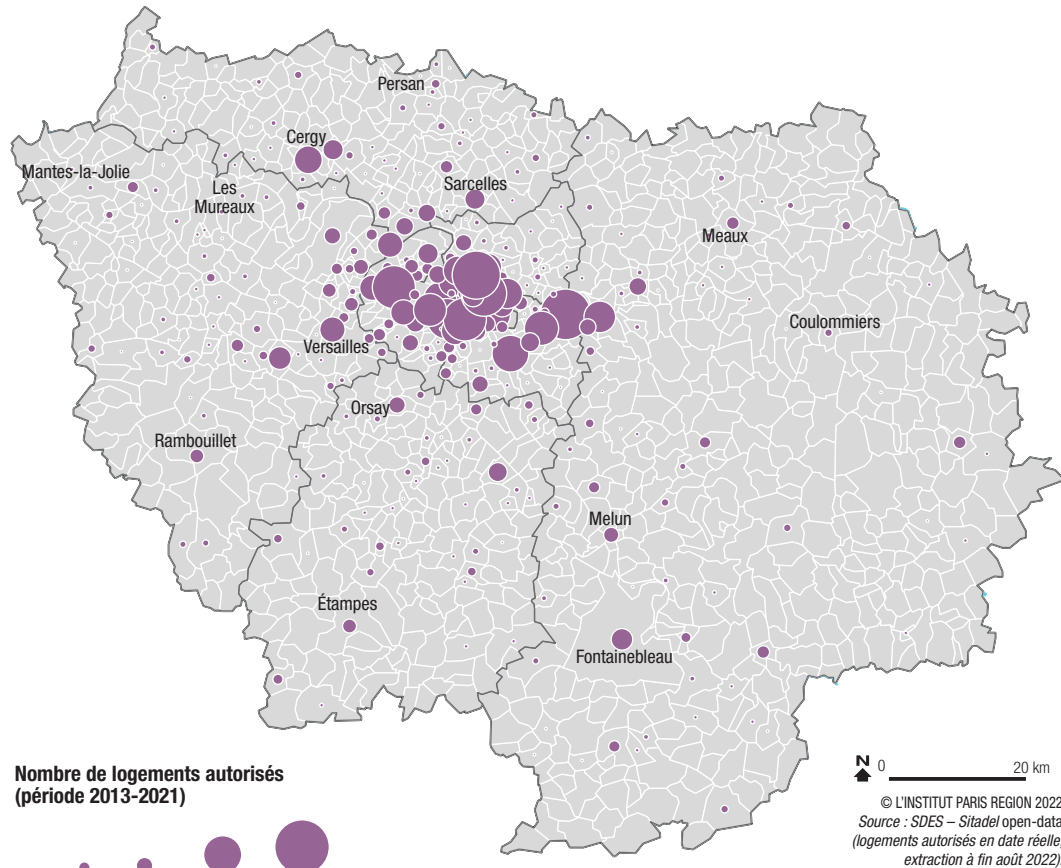 Persan
Cergy
Mantes-la-Jolie
Les
Mureaux
Sarcelles
Meaux
Coulommiers
Versailles
Orsay
Rambouillet
Melun
Étampes
Fontainebleau
Nombre de logements autorisés
(période 2013-2021)
N 0 20 km
© L'INSTITUT PARIS REGION 2022
Source : SDES – Sitadel open-data
(logements autorisés en date réelle,
extraction à fin août 2022)